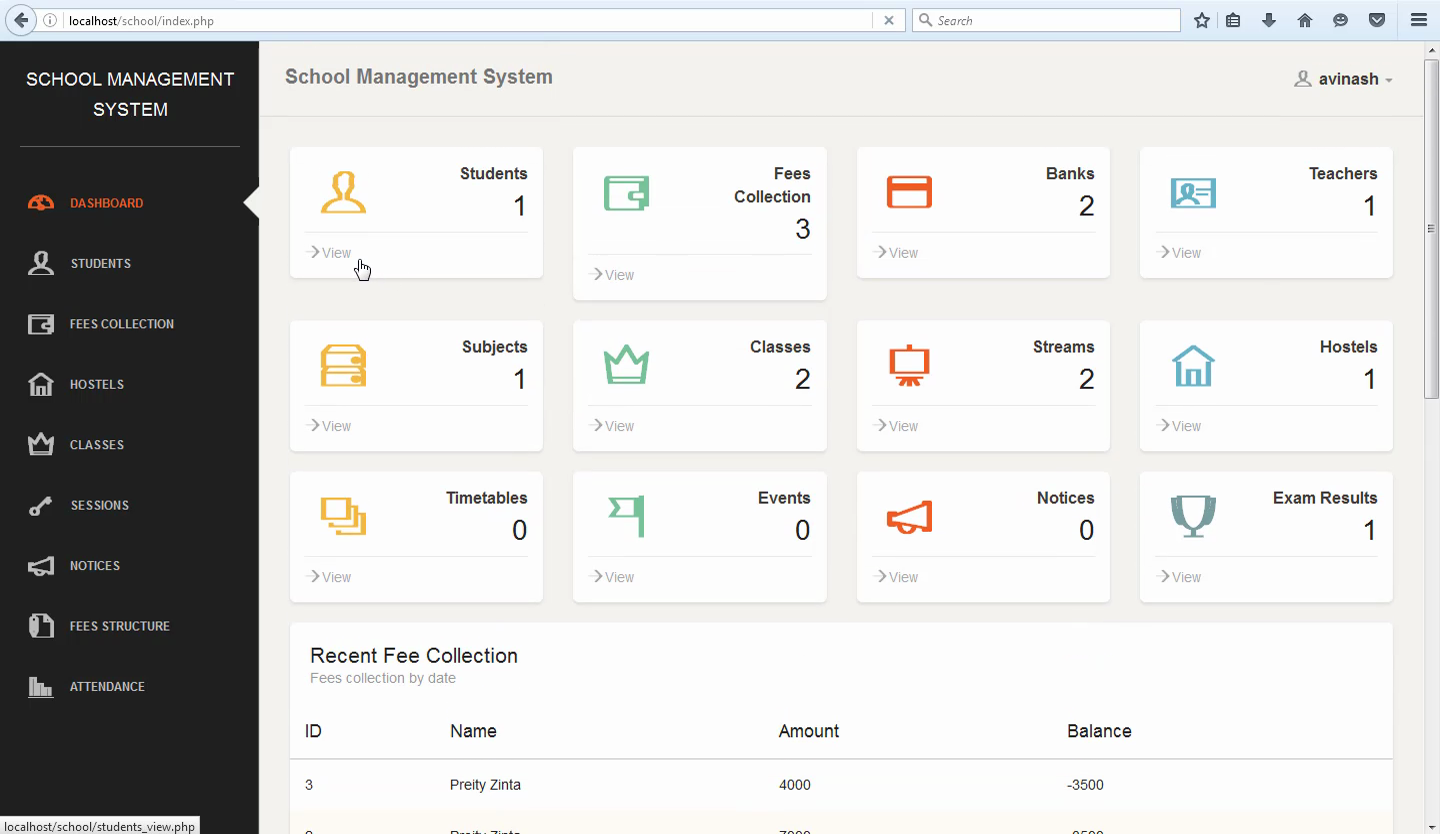 localhost/school/index.php
Search
SCHOOL MANAGEMENT
SYSTEM
DASHBOARD
STUDENTS
FEES COLLECTION
HOSTELS
CLASSES
SESSIONS
NOTICES
FEES STRUCTURE
ATTENDANCE
School Management System
avinash
Students
1
View
Fees
Collection
3
View
Banks
2
View
Teachers
1
View
Subjects
1
View
Classes
2
View
Streams
2
View
Hostels
1
View
Timetables
0
View
Events
0
View
Notices
0
View
Exam Results
1
View
Recent Fee Collection
Fees collection by date
ID Name Amount Balance
3 Preity Zinta 4000 -3500
Preity Zinta
localhost/school/students_view.php